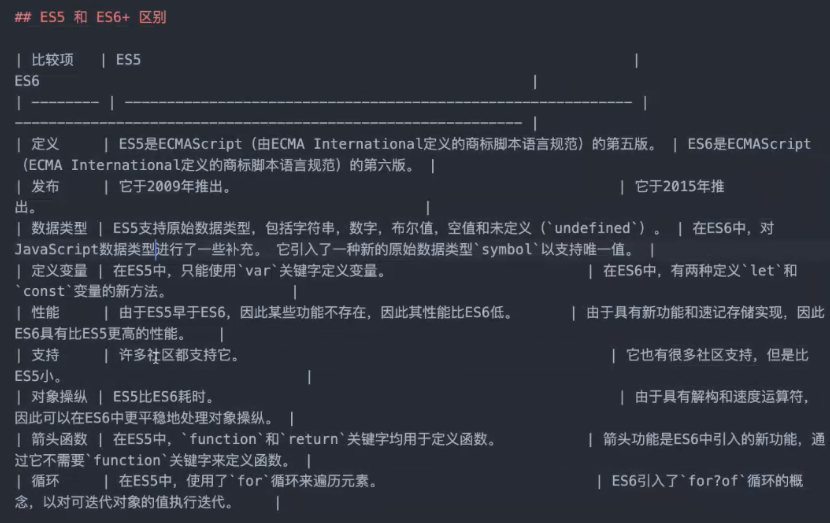 ## ES5 和 ES6+ 区别
| 比较项 | ES5 |
ES6 |
| -------- | ------------------------------------------------------------ |
------------------------------------------------------------ |
| 定义 | ES5是ECMAScript（由ECMA International定义的商标脚本语言规范）的第五版。 | ES6是ECMAScript
（ECMA International定义的商标脚本语言规范）的第六版。 |
| 发布 | 它于2009年推出。 | 它于2015年推
出。 |
| 数据类型 | ES5支持原始数据类型，包括字符串，数字，布尔值，空值和未定义（`undefined`）。 | 在ES6中，对
JavaScript数据类型进行了一些补充。 它引入了一种新的原始数据类型`symbol`以支持唯一值。 |
| 定义变量 | 在ES5中，只能使用`var`关键字定义变量。 | 在ES6中，有两种定义`let`和
`const`变量的新方法。 |
| 性能 | 由于ES5早于ES6，因此某些功能不存在，因此其性能比ES6低。 | 由于具有新功能和速记存储实现，因此
ES6具有比ES5更高的性能。 |
| 支持 | 许多社区都支持它。 | 它也有很多社区支持，但是比
ES5小。 |
| 对象操纵 | ES5比ES6耗时。 | 由于具有解构和速度运算符，
因此可以在ES6中更平稳地处理对象操纵。 |
| 箭头函数 | 在ES5中，`function`和`return`关键字均用于定义函数。 | 箭头功能是ES6中引入的新功能，通
过它不需要`function`关键字来定义函数。 |
| 循环 | 在ES5中，使用了`for`循环来遍历元素。 | ES6引入了`for?of`循环的概
念，以对可迭代对象的值执行迭代。 |